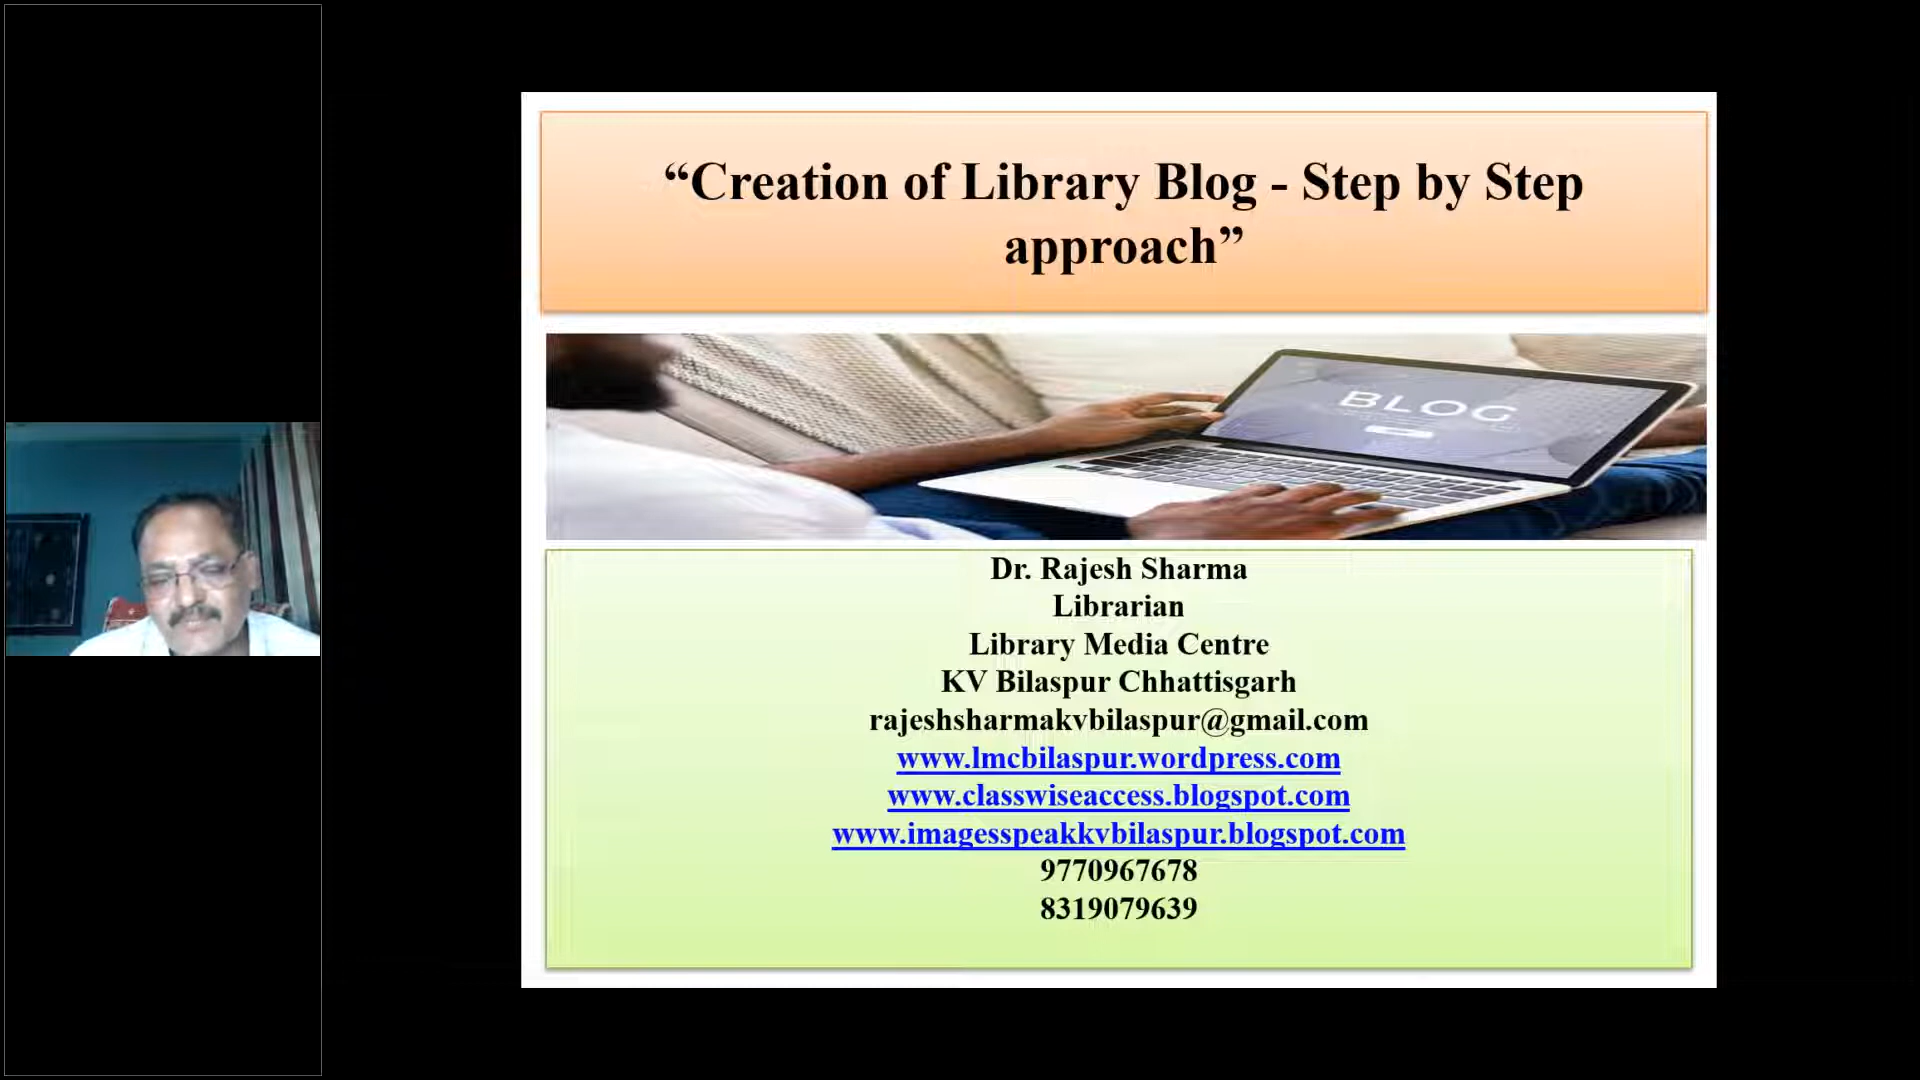 “Creation of Library Blog - Step by Step
approach”
BLOG
Dr. Rajesh Sharma
Librarian
Library Media Centre
KV Bilaspur Chhattisgarh
rajeshsharmakvbilaspur@gmail.com
www.lmcbilaspur.wordpress.com
www.classwiseaccess.blogspot.com
www.imagesspeakkvbilaspur.blogspot.com
9770967678
8319079639